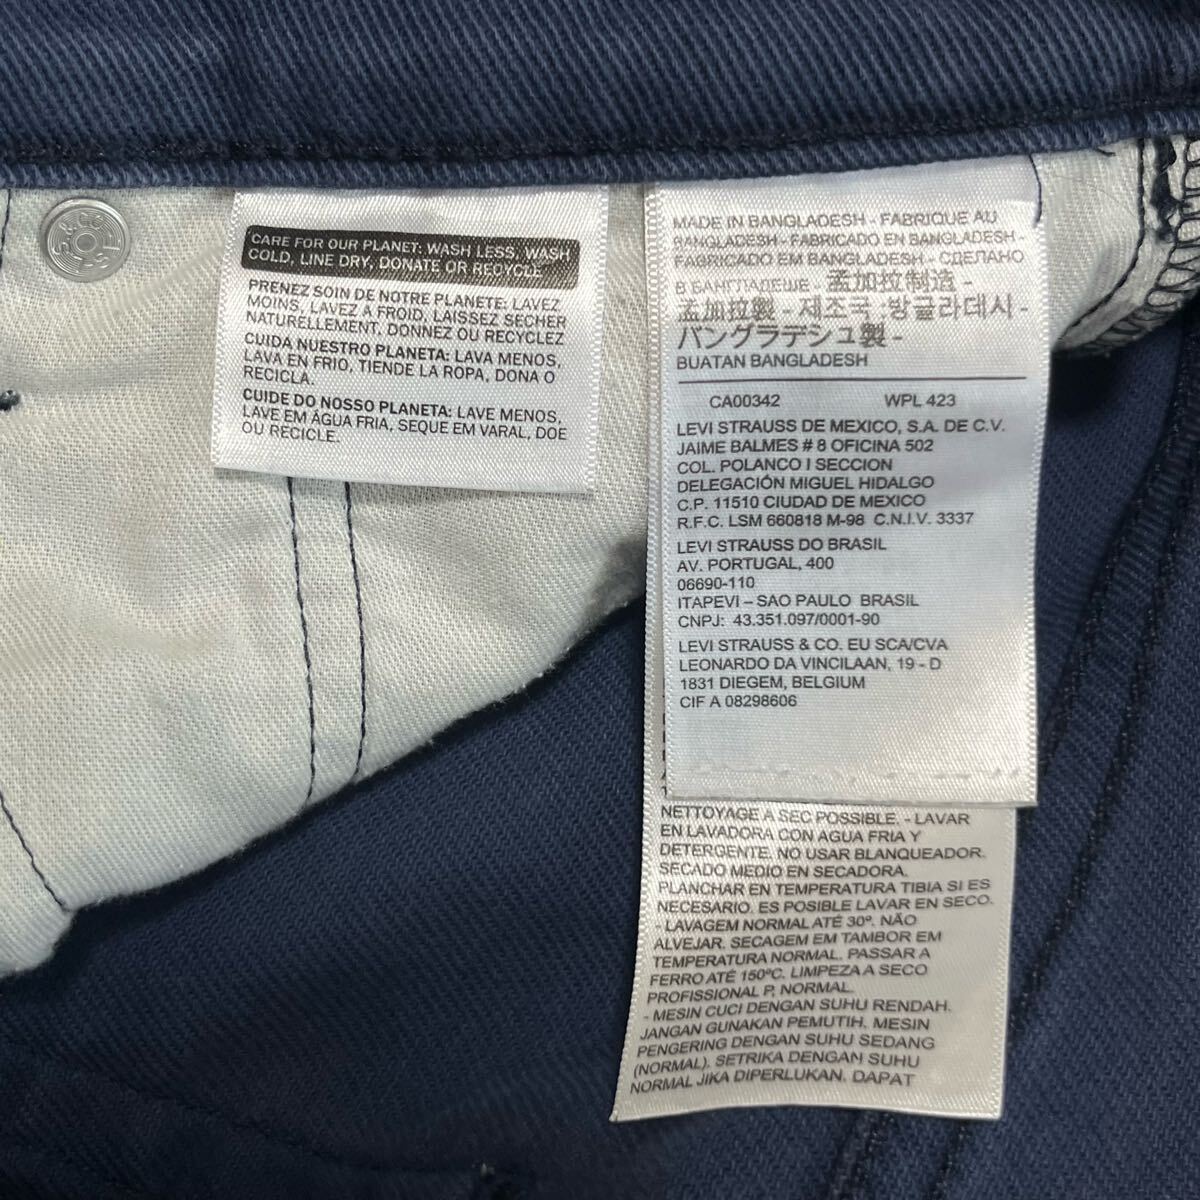 CARE FOR OUR PLANET: WASH LESS, WASH
COLD, LINE DRY, DONATE OR RECYCLE
PRENEZ SOIN DE NOTRE PLANETE: LAVEZ
MOINS, LAVEZ A FROID, LAISSEZ SECHER
NATURELLEMENT, DONNEZ OU RECYCLEZ
CUIDA NUESTRO PLANETA: LAVA MENOS,
LAVA EN FRIO, TIENDE LA ROPA, DONA O
RECICLA.
CUIDE DO NOSSO PLANETA: LAVE MENOS,
LAVE EM ÁGUA FRIA, SEQUE EM VARAL, DOE
OU RECICLE.
MADE IN BANGLADESH - FABRIQUE AU
BANGLADESH - FABRICADO EN BANGLADESH -
FABRICADO EM BANGLADESH - СДЕЛАНО
В БАНГЛАДЕШЕ - 孟加拉制造 -
孟加拉製 - 제조국 :방글라데시 -
バングラデシュ製 -
BUATAN BANGLADESH
CA00342 WPL 423
LEVI STRAUSS DE MEXICO, S.A. DE C.V.
JAIME BALMES # 8 OFICINA 502
COL. POLANCO I SECCION
DELEGACIÓN MIGUEL HIDALGO
C.P. 11510 CIUDAD DE MEXICO
R.F.C. LSM 660818 M-98 C.N.I.V. 3337
LEVI STRAUSS DO BRASIL
AV. PORTUGAL, 400
06690-110
ITAPEVI – SAO PAULO BRASIL
CNPJ: 43.351.097/0001-90
LEVI STRAUSS & CO. EU SCA/CVA
LEONARDO DA VINCILAAN, 19 - D
1831 DIEGEM, BELGIUM
CIF A 08298606
NETTOYAGE A SEC POSSIBLE. - LAVAR
EN LAVADORA CON AGUA FRIA Y
DETERGENTE. NO USAR BLANQUEADOR.
SECADO MEDIO EN SECADORA.
PLANCHAR EN TEMPERATURA TIBIA SI ES
NECESARIO. ES POSIBLE LAVAR EN SECO.
- LAVAGEM NORMAL ATÉ 30º. NÃO
ALVEJAR. SECAGEM EM TAMBOR EM
TEMPERATURA NORMAL. PASSAR A
FERRO ATÉ 150ºC. LIMPEZA A SECO
PROFISSIONAL P, NORMAL.
- MESIN CUCI DENGAN SUHU RENDAH.
JANGAN GUNAKAN PEMUTIH. MESIN
PENGERING DENGAN SUHU SEDANG
(NORMAL). SETRIKA DENGAN SUHU
NORMAL JIKA DIPERLUKAN. DAPAT